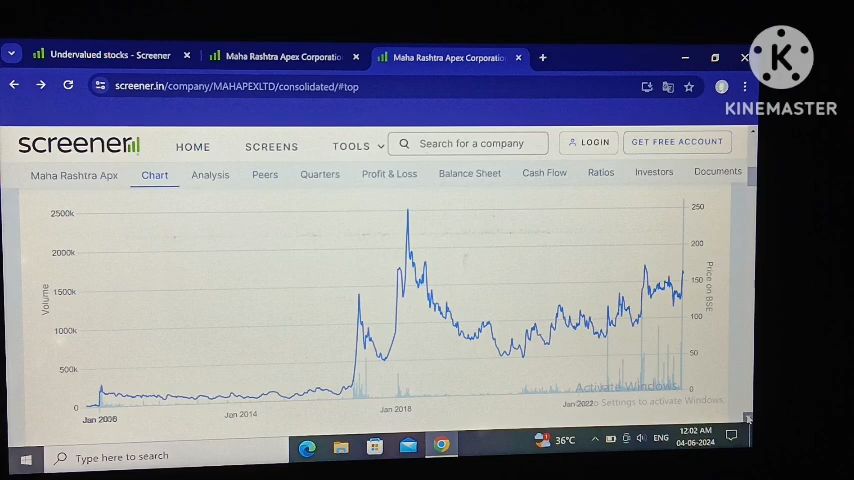 Undervalued stocks - Screener
Maha Rashtra Apex Corporatio
Maha Rashtra Apex Corporatio
screener.in/company/MAHAPEXLTD/consolidated/#top
KINEMASTER
screener
HOME
SCREENS
TOOLS
Search for a company
LOGIN
GET FREE ACCOUNT
Maha Rashtra Apx
Chart
Analysis
Peers
Quarters
Profit & Loss
Balance Sheet
Cash Flow
Ratios
Investors
Documents
2500k
2000k
1500k
1000k
500k
0
Volume
250
200
150
100
50
0
Price on BSE
Jan 2006
Jan 2014
Jan 2018
Jan 2022
Activate Windows
to Settings to activate Windows.
Type here to search
36°C
ENG
12:02 AM
04-06-2024